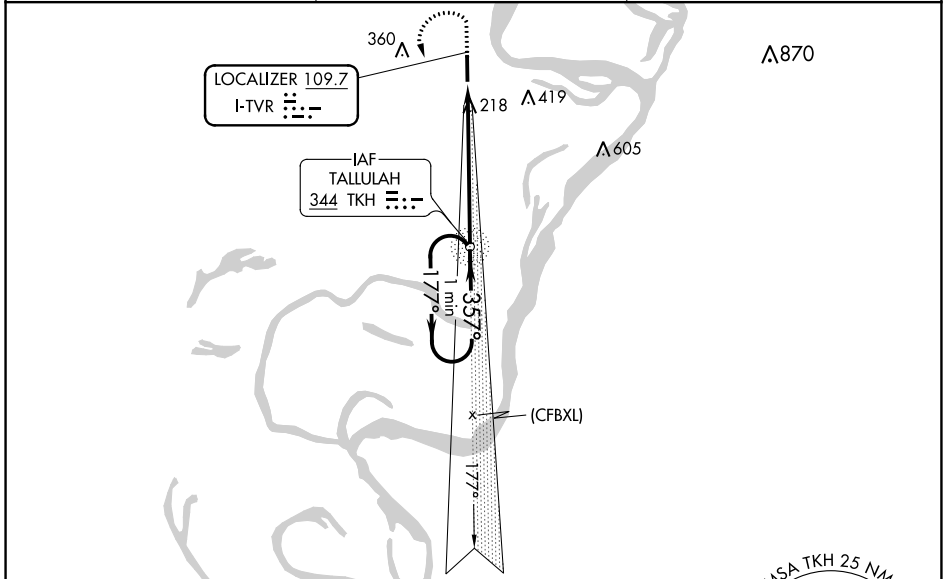 360
870
LOCALIZER 109.7
I-TVR
218
419
605
IAF
TALLULAH
344 TKH
177°
1 min
357°
(CFBXL)
177°
MSA TKH 25 NM